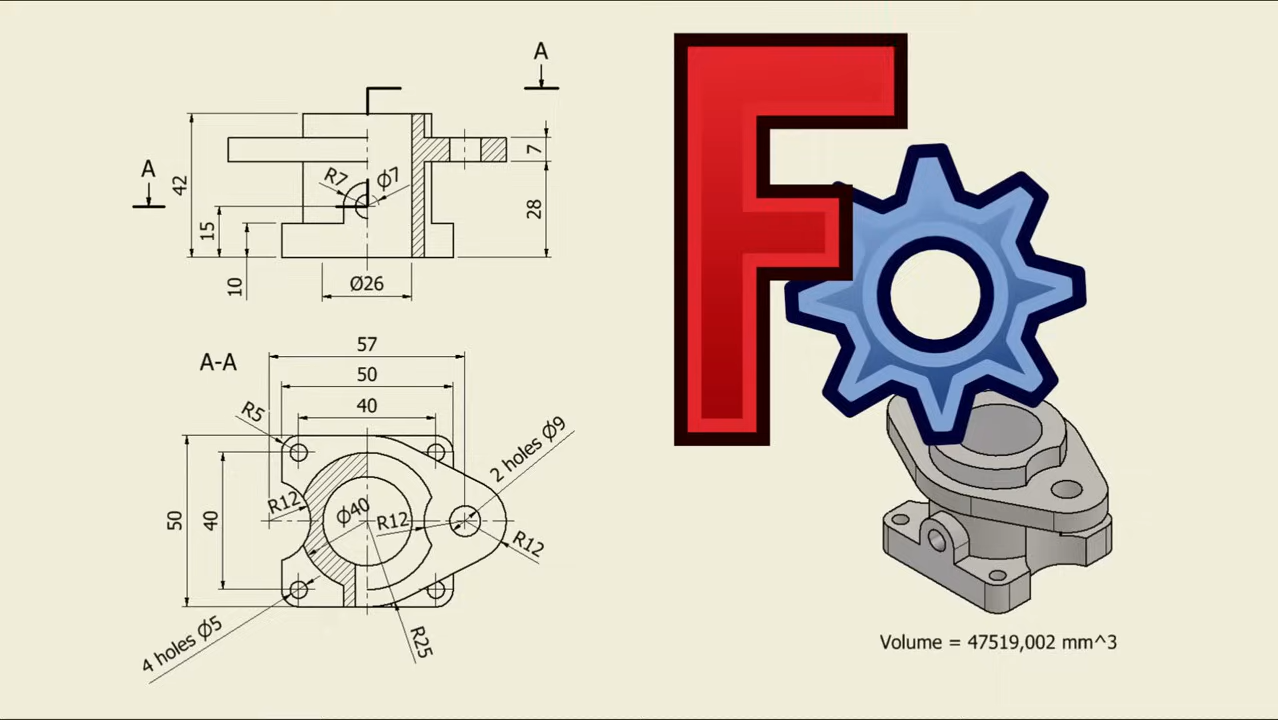 A
A
42
15
10
R7
Ø7
7
28
Ø26
A-A
57
50
40
R5
2 holes Ø9
50
40
R12
Ø40
R12
R12
4 holes Ø5
R25
F
Volume = 47519,002 mm^3